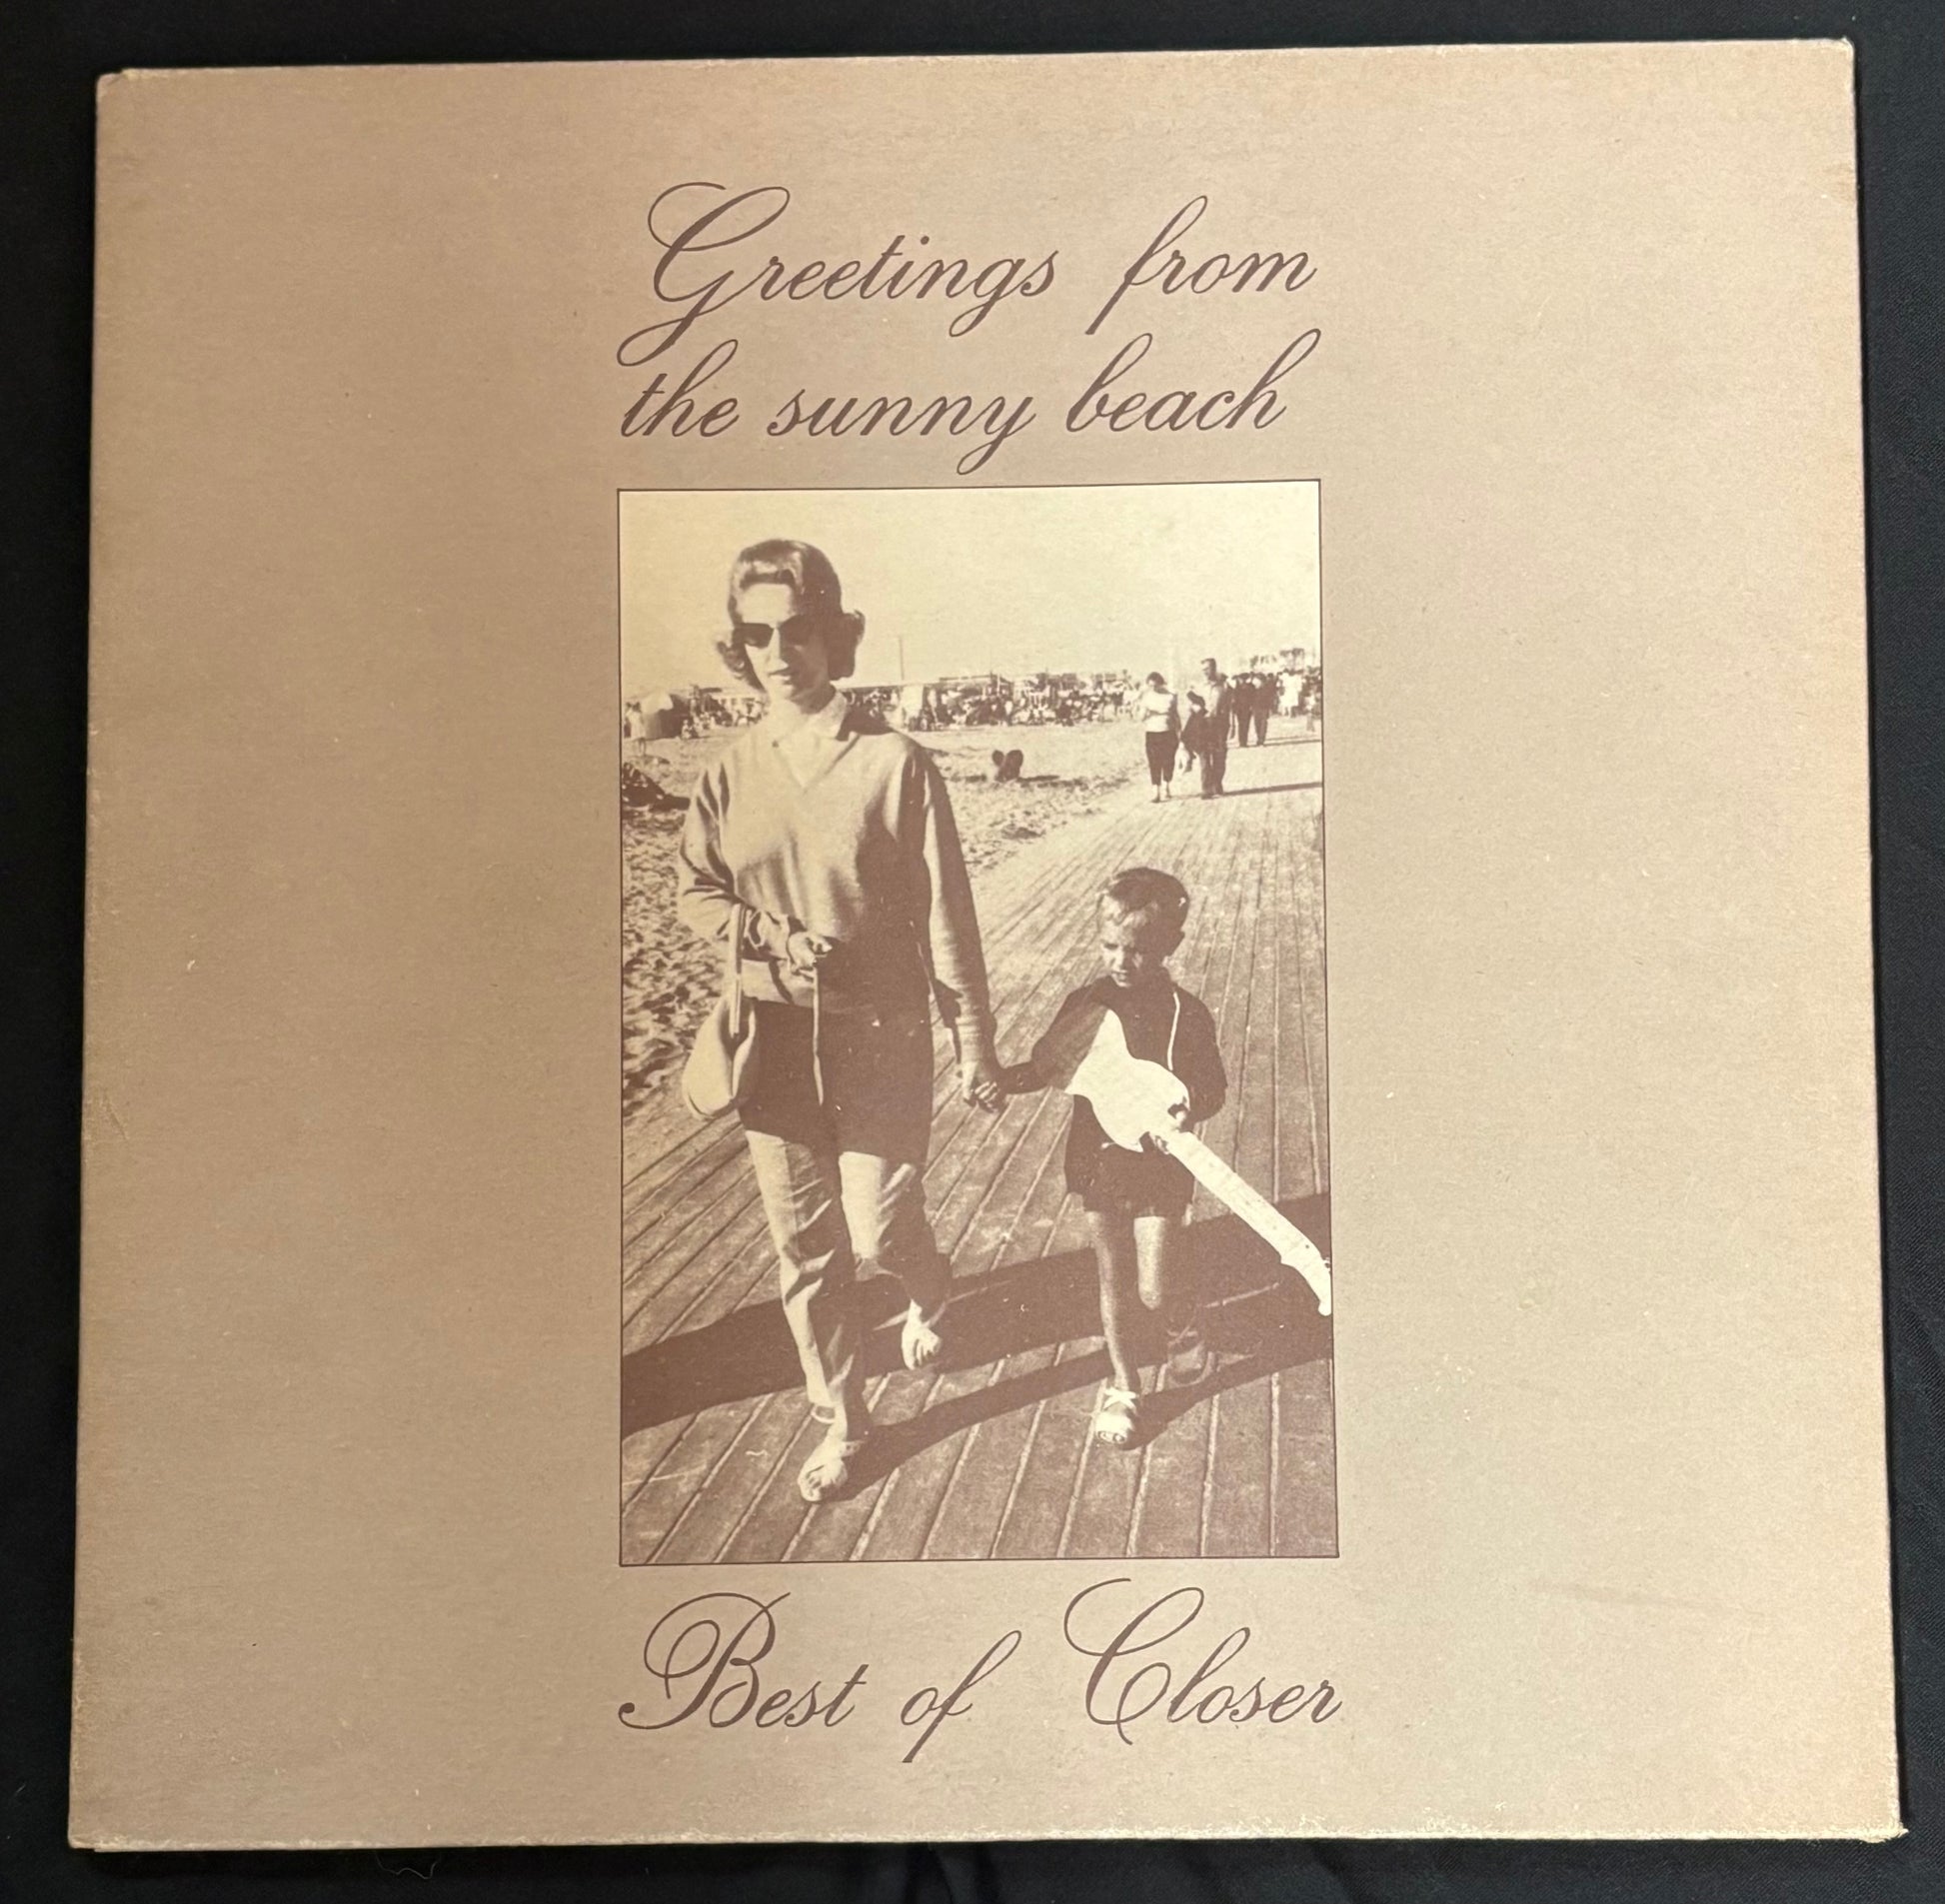 Greetings from
the sunny beach
Best of Closer